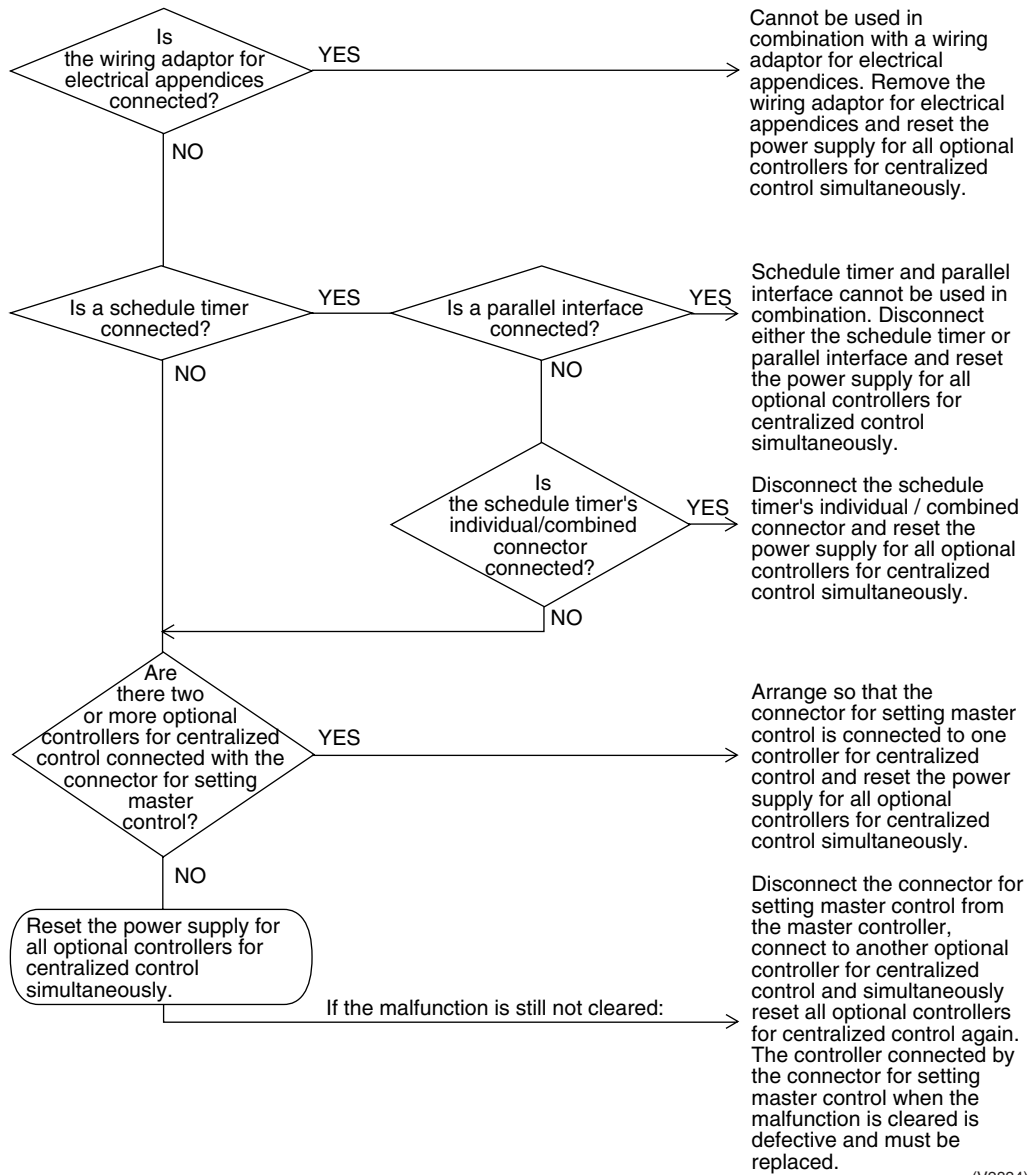 Is
the wiring adaptor for
electrical appendices
connected?
YES
Cannot be used in
combination with a wiring
adaptor for electrical
appendices. Remove the
wiring adaptor for electrical
appendices and reset the
power supply for all optional
controllers for centralized
control simultaneously.
NO
Is a schedule timer
connected?
YES
Is a parallel interface
connected?
YES
Schedule timer and parallel
interface cannot be used in
combination. Disconnect
either the schedule timer or
parallel interface and reset
the power supply for all
optional controllers for
centralized control
simultaneously.
NO
NO
Is
the schedule timer's
individual/combined
connector
connected?
YES
Disconnect the schedule
timer's individual / combined
connector and reset the
power supply for all optional
controllers for centralized
control simultaneously.
NO
Are
there two
or more optional
controllers for centralized
control connected with the
connector for setting
master
control?
YES
Arrange so that the
connector for setting master
control is connected to one
controller for centralized
control and reset the power
supply for all optional
controllers for centralized
control simultaneously.
NO
Reset the power supply for
all optional controllers for
centralized control
simultaneously.
If the malfunction is still not cleared:
Disconnect the connector for
setting master control from
the master controller,
connect to another optional
controller for centralized
control and simultaneously
reset all optional controllers
for centralized control again.
The controller connected by
the connector for setting
master control when the
malfunction is cleared is
defective and must be
replaced.